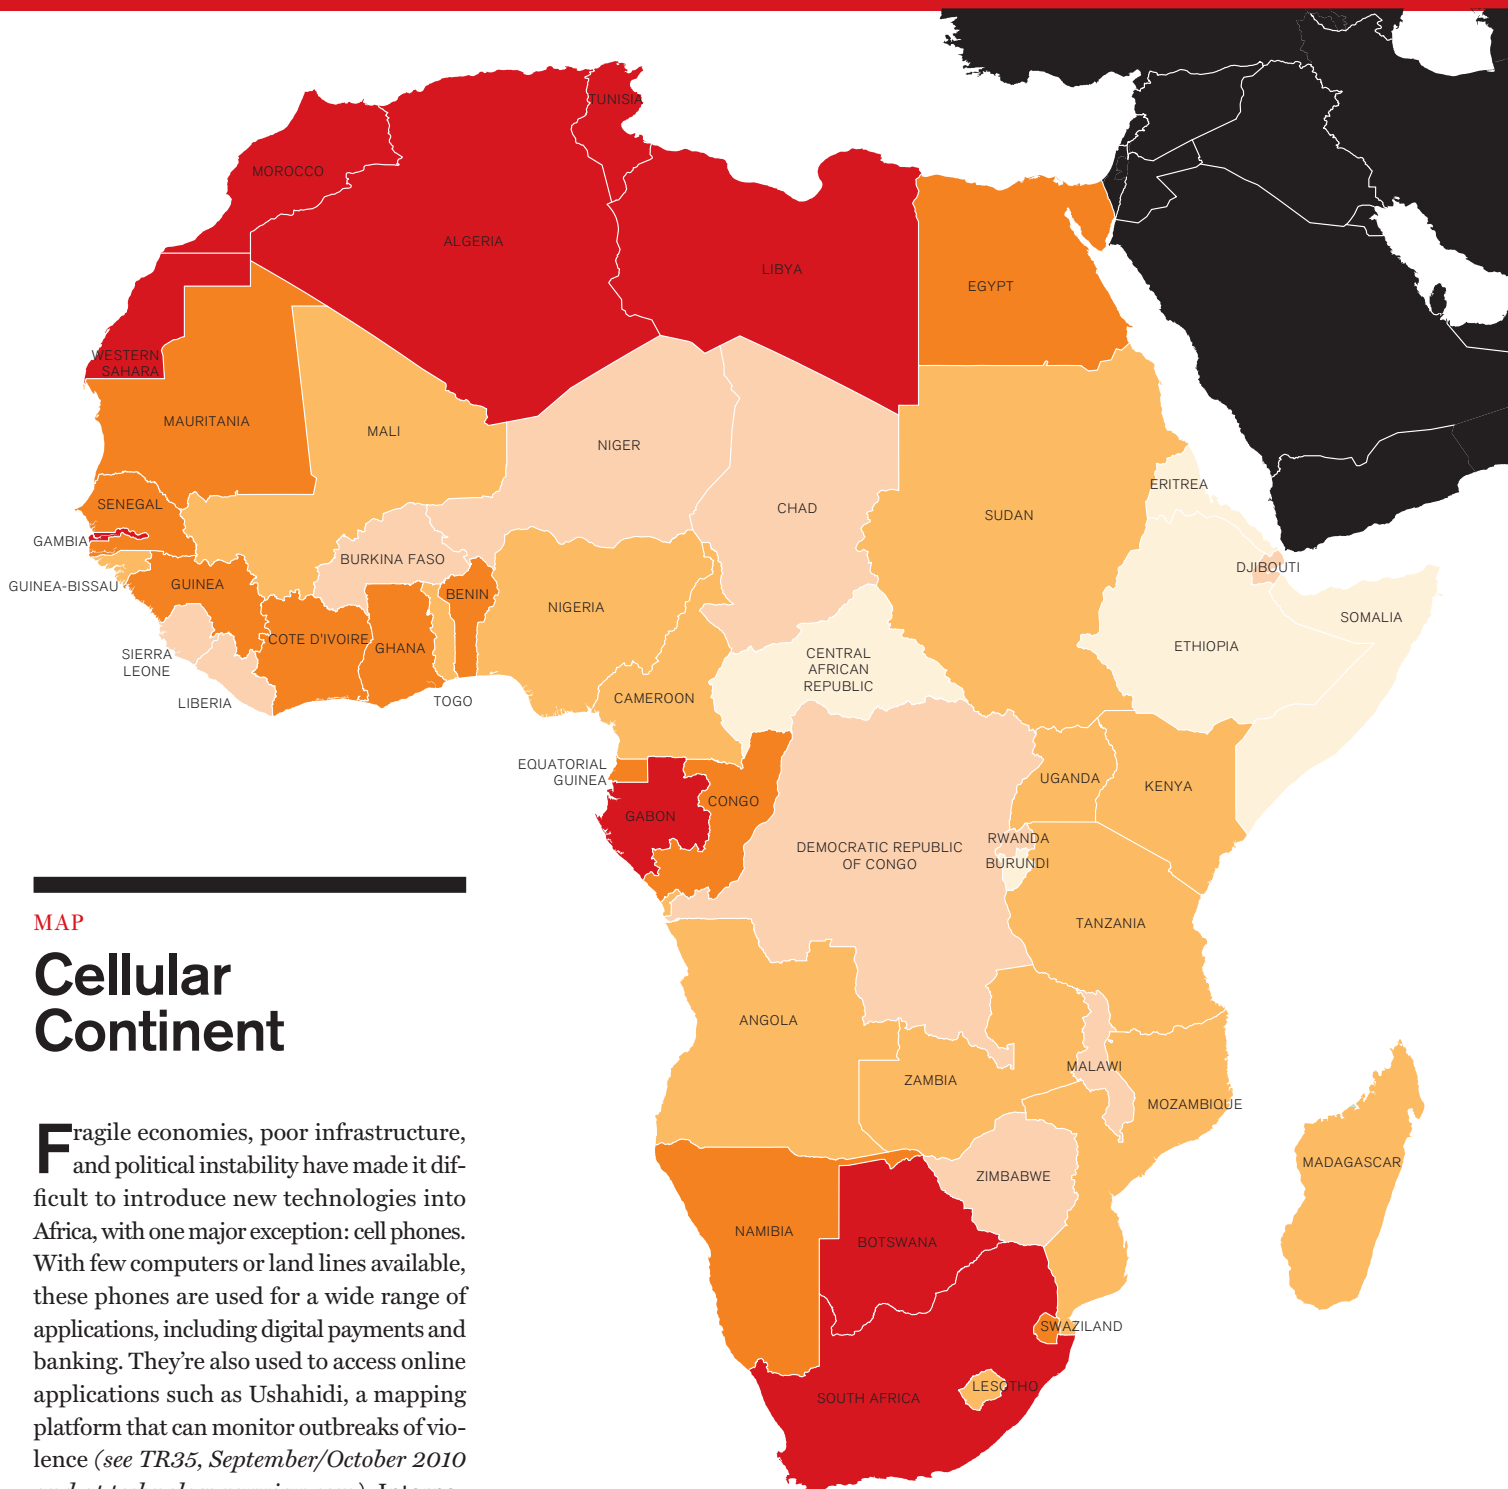 TUNISIA
MOROCCO
ALGERIA
LIBYA
EGYPT
WESTERN
SAHARA
MAURITANIA
MALI
NIGER
CHAD
SUDAN
ERITREA
SENEGAL
GAMBIA
BURKINA FASO
DJIBOUTI
GUINEA-BISSAU
GUINEA
BENIN
NIGERIA
SOMALIA
COTE D'IVOIRE
GHANA
ETHIOPIA
SIERRA
LEONE
CENTRAL
AFRICAN
REPUBLIC
LIBERIA
TOGO
CAMEROON
EQUATORIAL
GUINEA
UGANDA
KENYA
GABON
CONGO
RWANDA
DEMOCRATIC REPUBLIC
OF CONGO
BURUNDI
TANZANIA
ANGOLA
ZAMBIA
MALAWI
MOZAMBIQUE
MADAGASCAR
ZIMBABWE
NAMIBIA
BOTSWANA
SWAZILAND
LESOTHO
SOUTH AFRICA
MAP
Cellular
Continent
Fragile economies, poor infrastructure,
and political instability have made it dif-
ficult to introduce new technologies into
Africa, with one major exception: cell phones.
With few computers or land lines available,
these phones are used for a wide range of
applications, including digital payments and
banking. They're also used to access online
applications such as Ushahidi, a mapping
platform that can monitor outbreaks of vio-
lence (see TR35, September/October 2010